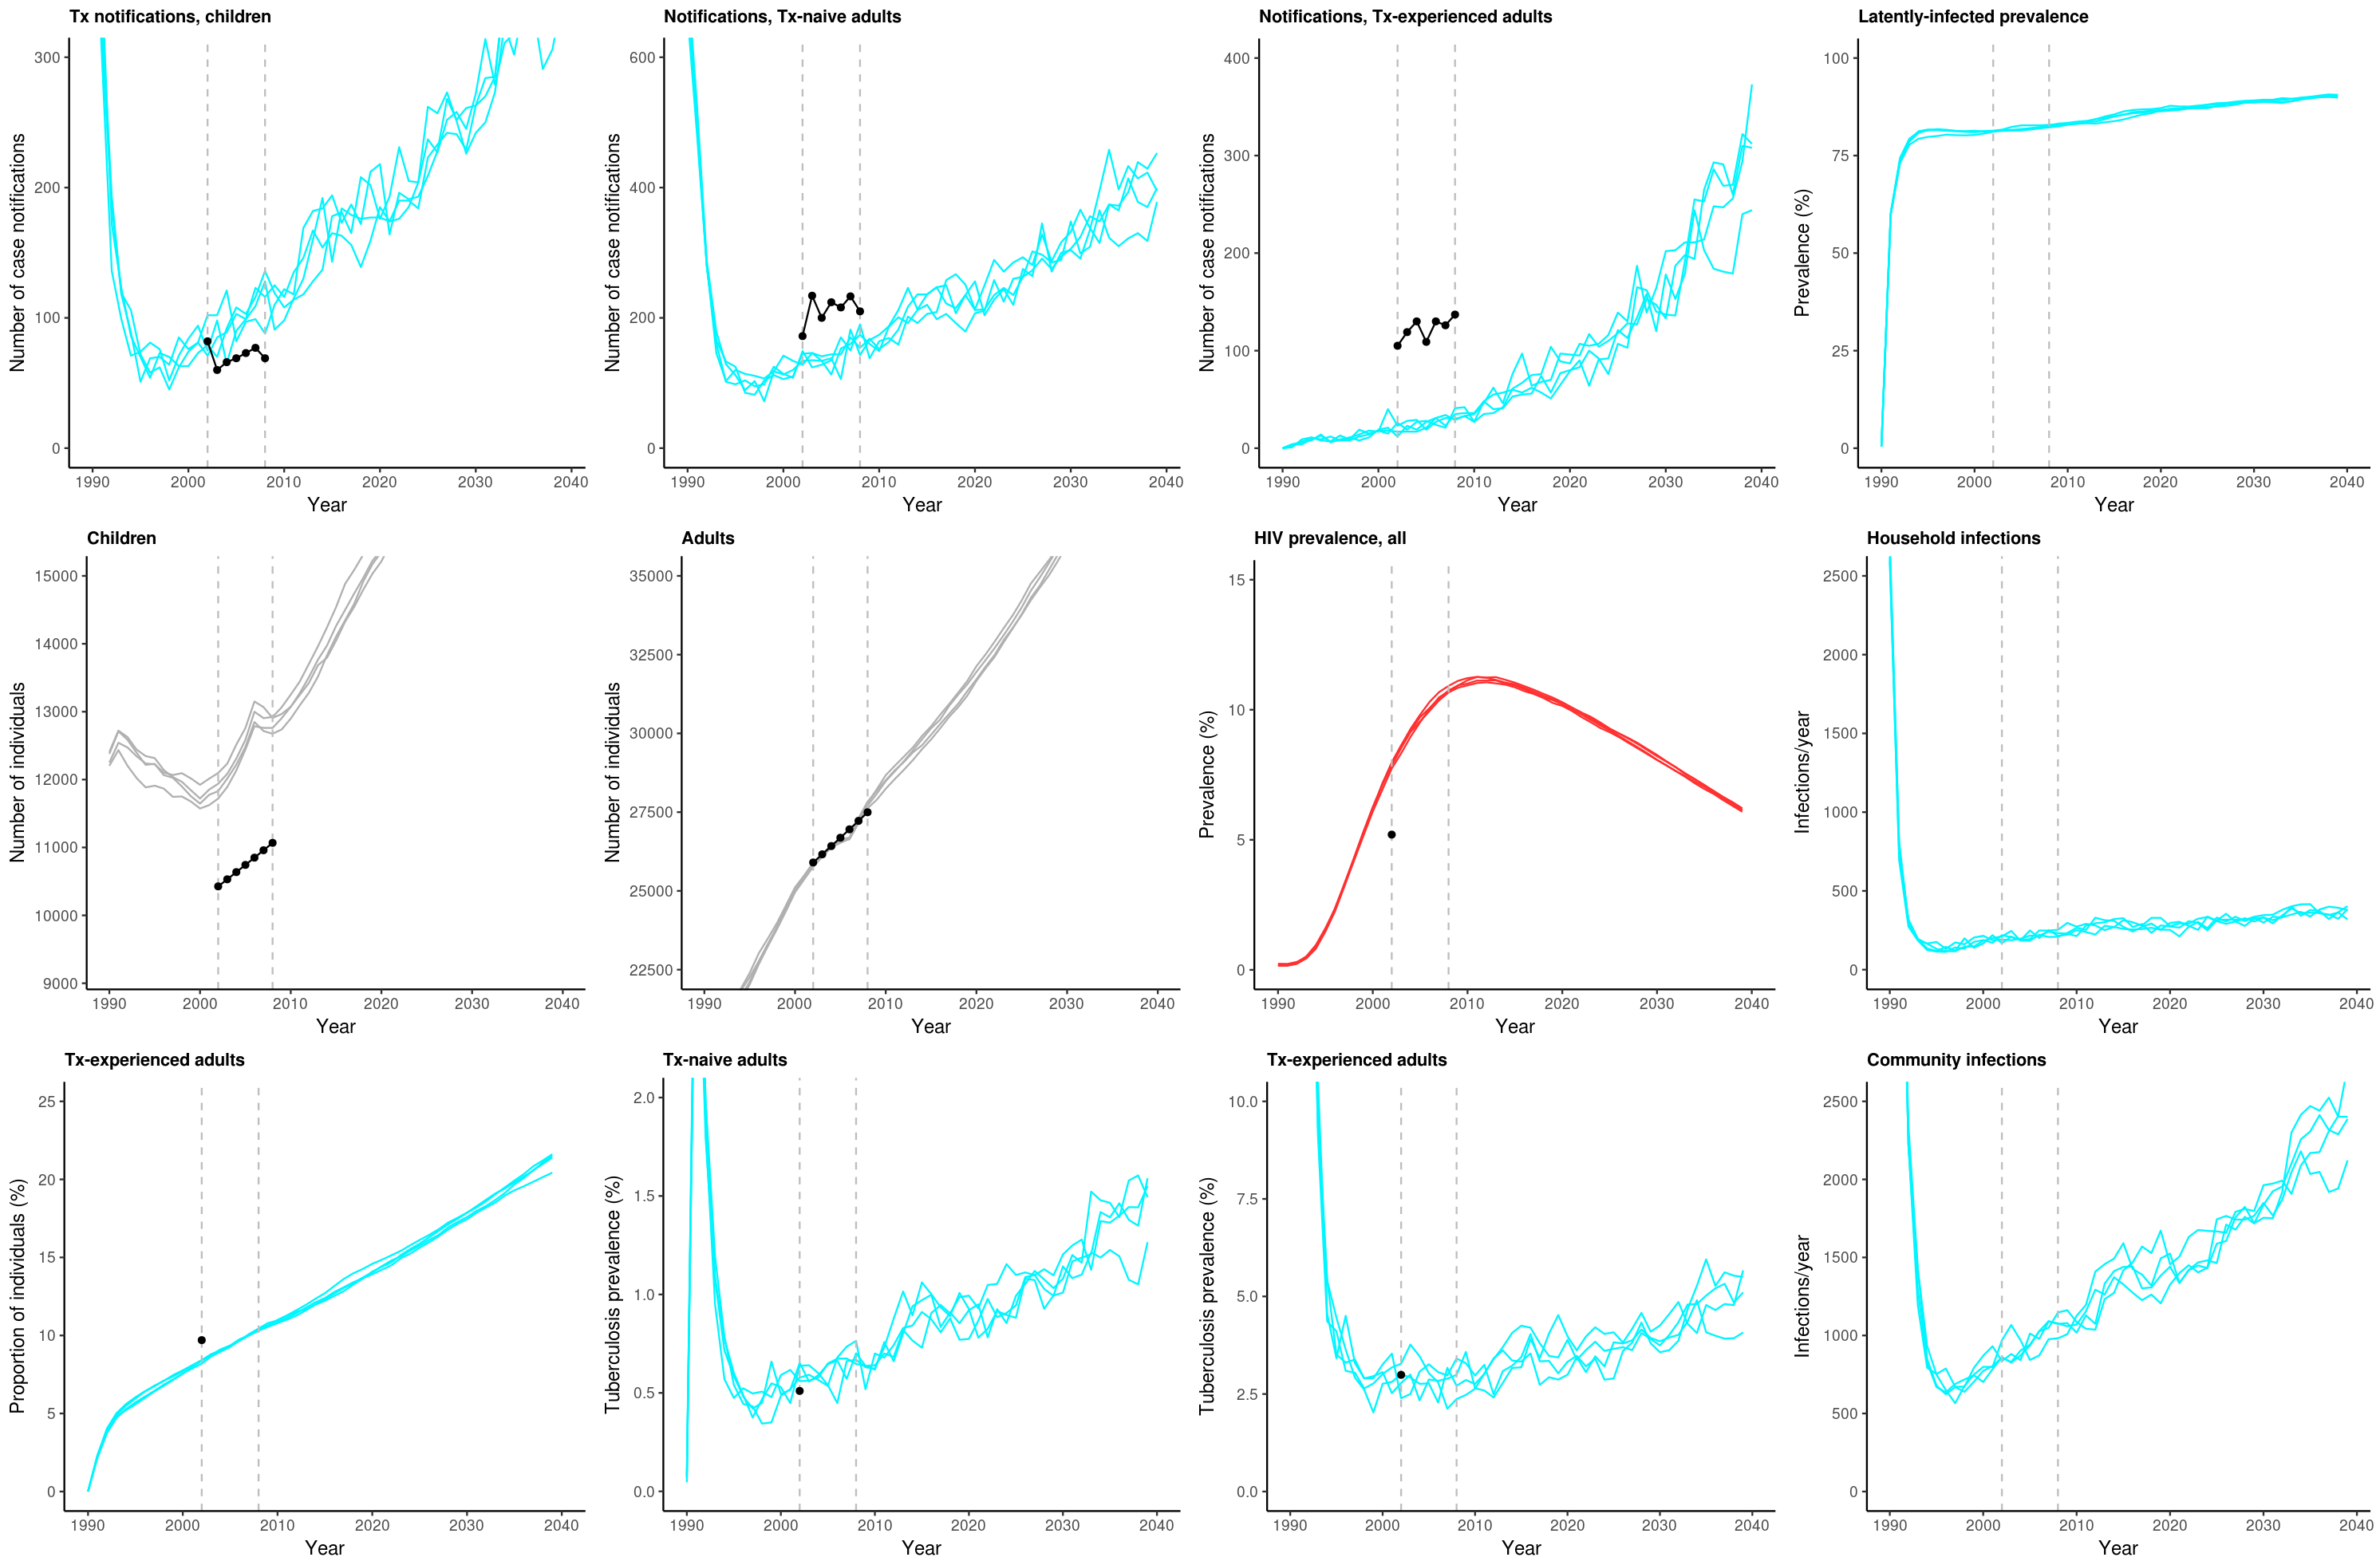 Tx notifications, children
Number of case notifications
300
200
100
0
1990 2000 2010 2020 2030 2040
Year
Notifications, Tx-naive adults
Number of case notifications
600
400
200
0
1990 2000 2010 2020 2030 2040
Year
Notifications, Tx-experienced adults
Number of case notifications
400
300
200
100
0
1990 2000 2010 2020 2030 2040
Year
Latently-infected prevalence
Prevalence (%)
100
75
50
25
0
1990 2000 2010 2020 2030 2040
Year
Children
Number of individuals
15000
14000
13000
12000
11000
10000
9000
1990 2000 2010 2020 2030 2040
Year
Adults
Number of individuals
35000
32500
30000
27500
25000
22500
1990 2000 2010 2020 2030 2040
Year
HIV prevalence, all
Prevalence (%)
15
10
5
0
1990 2000 2010 2020 2030 2040
Year
Household infections
Infections/year
2500
2000
1500
1000
500
0
1990 2000 2010 2020 2030 2040
Year
Tx-experienced adults
Proportion of individuals (%)
25
20
15
10
5
0
1990 2000 2010 2020 2030 2040
Year
Tx-naive adults
Tuberculosis prevalence (%)
2.0
1.5
1.0
0.5
0.0
1990 2000 2010 2020 2030 2040
Year
Tx-experienced adults
Tuberculosis prevalence (%)
10.0
7.5
5.0
2.5
0.0
1990 2000 2010 2020 2030 2040
Year
Community infections
Infections/year
2500
2000
1500
1000
500
0
1990 2000 2010 2020 2030 2040
Year